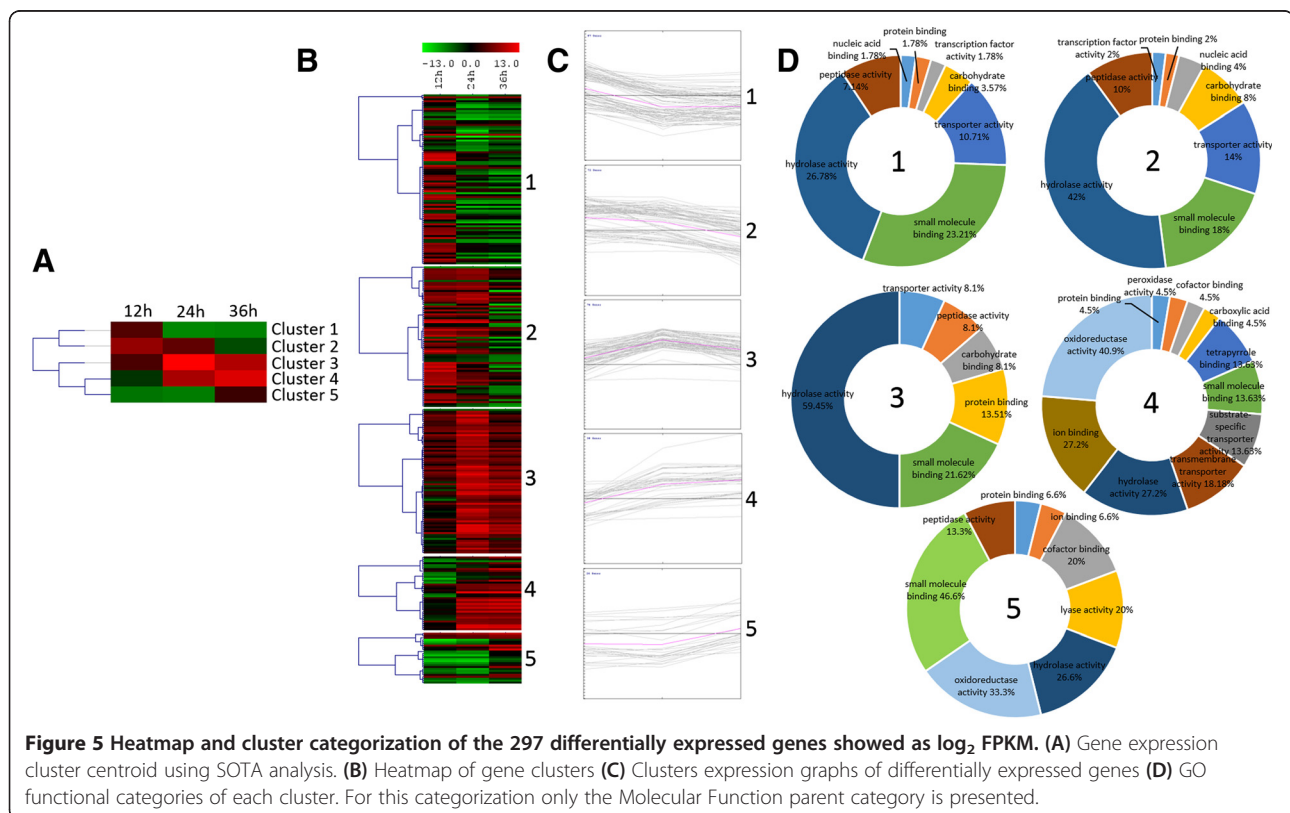 A
12h 24h 36h
Cluster 1
Cluster 2
Cluster 3
Cluster 4
Cluster 5
B
-13.0 0.0 13.0
12h 24h 36h
1
2
3
4
5
C
1
2
3
4
5
D
nucleic acid
binding 1.78%
protein binding
1.78%
transcription factor
activity 1.78%
carbohydrate
binding 3.57%
transporter activity
10.71%
small molecule
binding 23.21%
hydrolase activity
26.78%
peptidase activity
7.14%
1
transcription factor
activity 2%
protein binding 2%
nucleic acid
binding 4%
carbohydrate
binding 8%
transporter activity
14%
small molecule
binding 18%
hydrolase activity
42%
peptidase activity
10%
2
transporter activity 8.1%
peptidase activity
8.1%
carbohydrate
binding 8.1%
protein binding
13.51%
small molecule
binding 21.62%
hydrolase activity
59.45%
3
protein binding
4.5%
peroxidase
activity 4.5%
cofactor binding
4.5%
carboxylic acid
binding 4.5%
tetrapyrrole
binding 13.63%
small molecule
binding 13.63%
substrate-
specific
transporter
activity 13.63%
transmembrane
transporter
activity 18.18%
hydrolase
activity 27.2%
ion binding
27.2%
oxidoreductase
activity 40.9%
4
protein binding 6.6%
ion binding 6.6%
cofactor binding
20%
lyase activity 20%
hydrolase activity
26.6%
oxidoreductase
activity 33.3%
small molecule
binding 46.6%
peptidase activity
13.3%
5
Figure 5 Heatmap and cluster categorization of the 297 differentially expressed genes showed as log2 FPKM. (A) Gene expression
cluster centroid using SOTA analysis. (B) Heatmap of gene clusters (C) Clusters expression graphs of differentially expressed genes (D) GO
functional categories of each cluster. For this categorization only the Molecular Function parent category is presented.